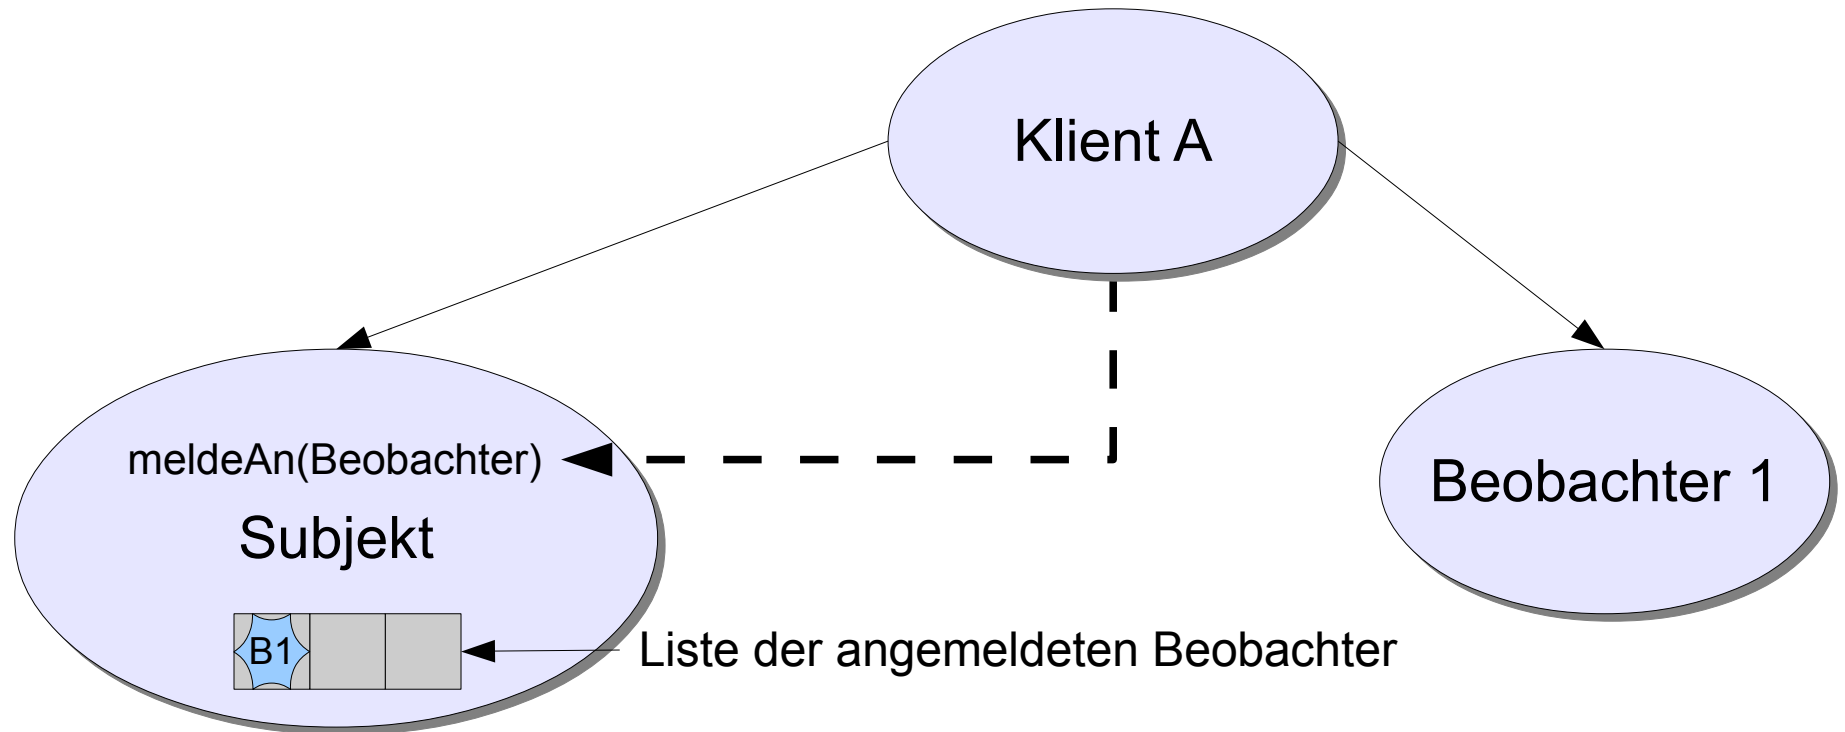 Klient A
meldeAn(Beobachter)
Subjekt
Beobachter 1
B1
Liste der angemeldeten Beobachter